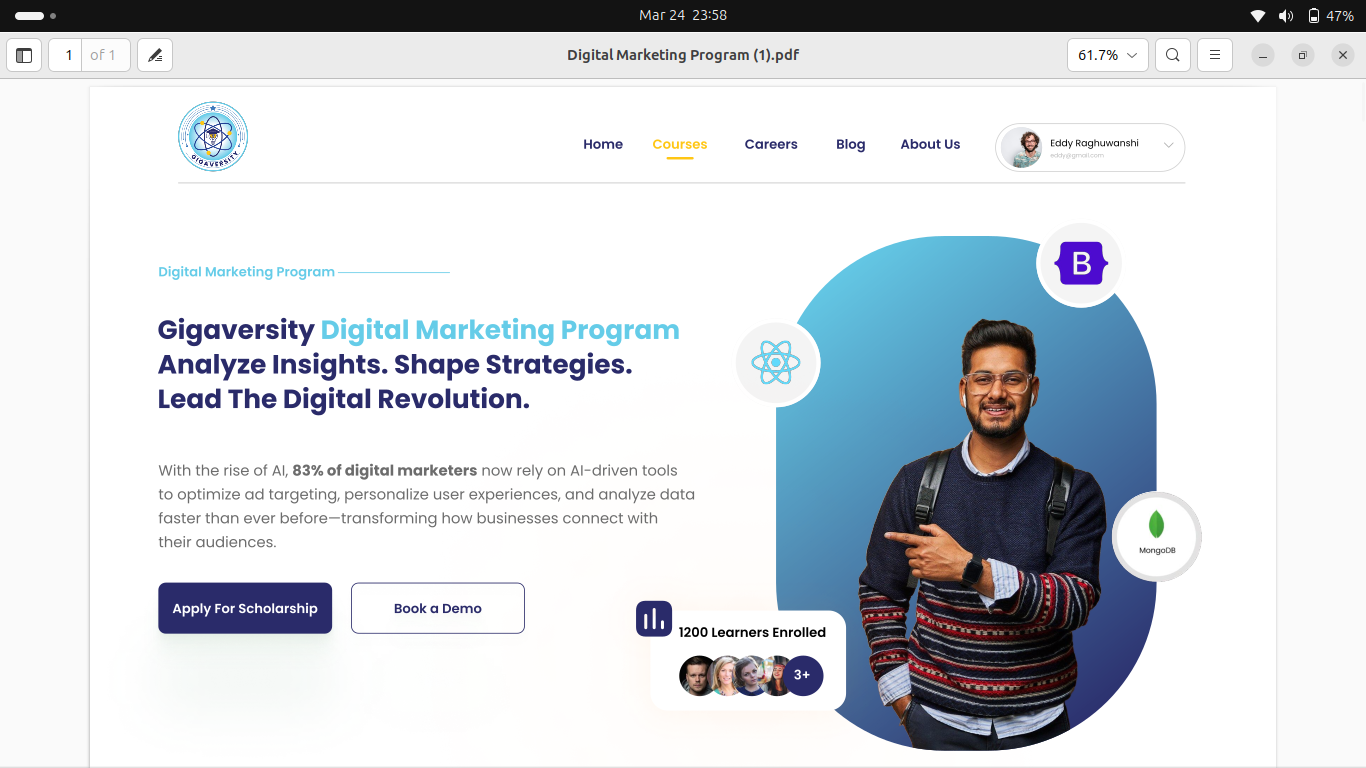 Mar 24 23:58
47%
1 of 1
Digital Marketing Program (1).pdf
61.7%
GIGAVERSITY
Home
Courses
Careers
Blog
About Us
Eddy Raghuwanshi
eddy@gmail.com
Digital Marketing Program
Gigaversity Digital Marketing Program
Analyze Insights. Shape Strategies.
Lead The Digital Revolution.
With the rise of AI, 83% of digital marketers now rely on AI-driven tools
to optimize ad targeting, personalize user experiences, and analyze data
faster than ever before—transforming how businesses connect with
their audiences.
Apply For Scholarship
Book a Demo
B
MongoDB
1200 Learners Enrolled
3+